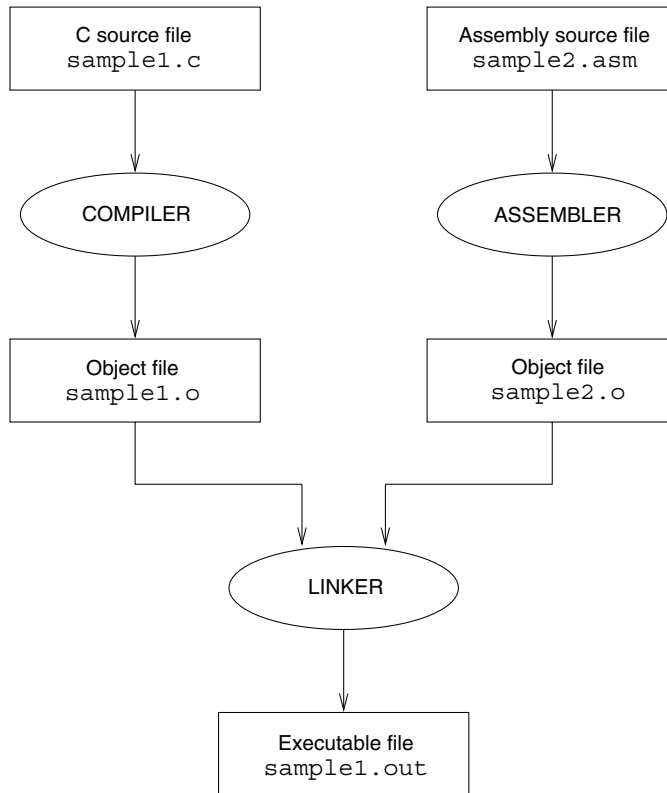 C source file
sample1.c
Assembly source file
sample2.asm
COMPILER
ASSEMBLER
Object file
sample1.o
Object file
sample2.o
LINKER
Executable file
sample1.out